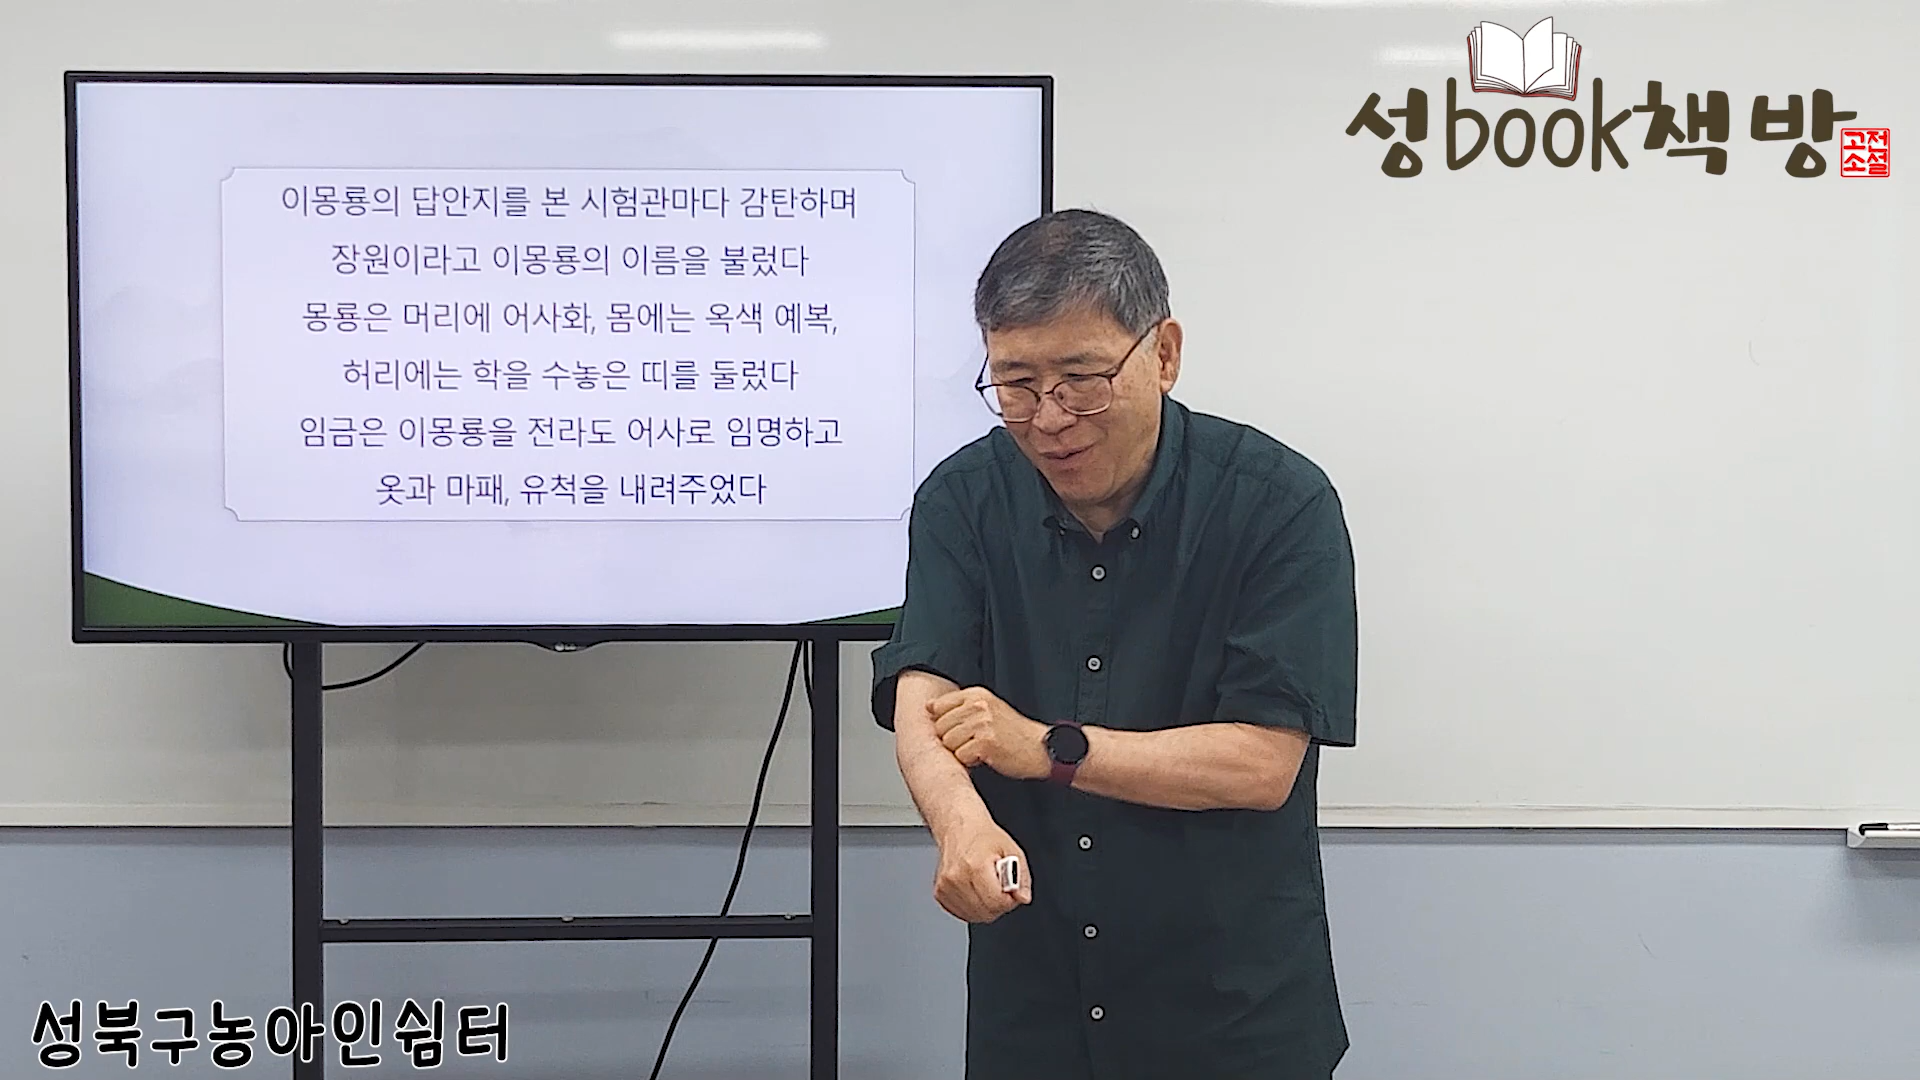 성book책방
고전
소설
이몽룡의 답안지를 본 시험관마다 감탄하며
장원이라고 이몽룡의 이름을 불렀다
몽룡은 머리에 어사화, 몸에는 옥색 예복,
허리에는 학을 수놓은 띠를 둘렀다
임금은 이몽룡을 전라도 어사로 임명하고
옷과 마패, 유척을 내려주었다
성북구농아인쉼터